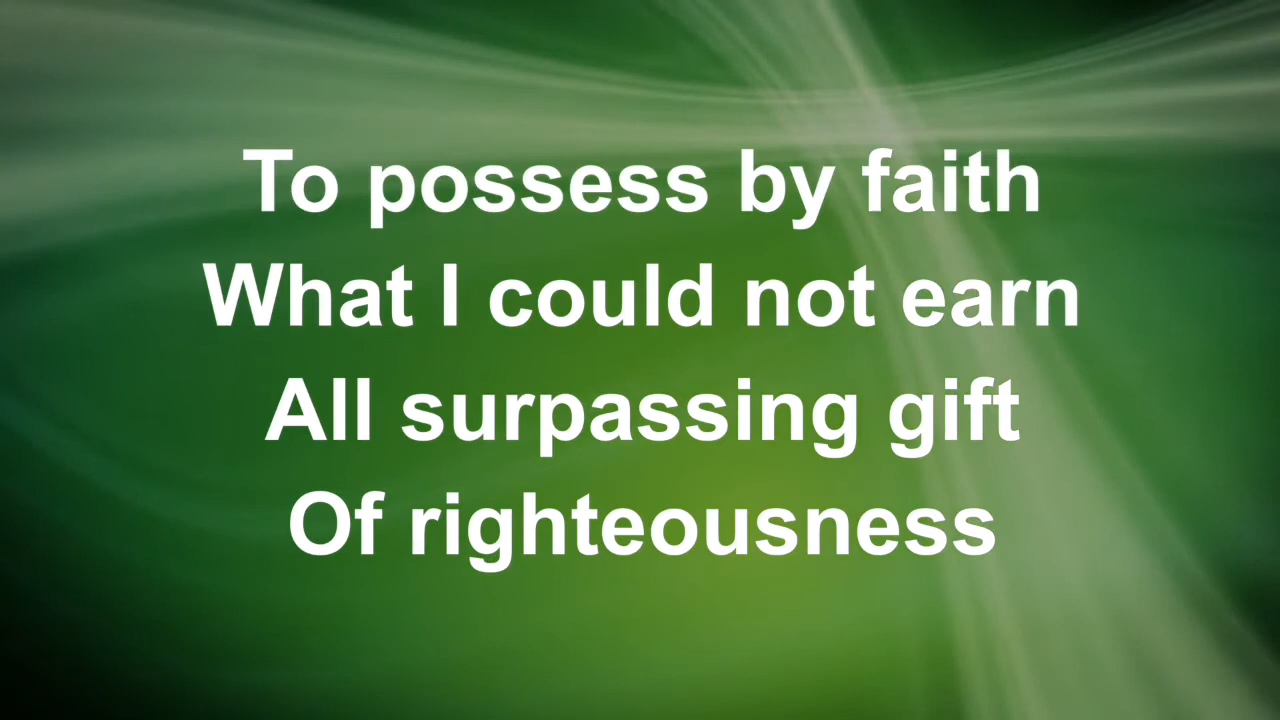 To possess by faith
What I could not earn
All surpassing gift
Of righteousness